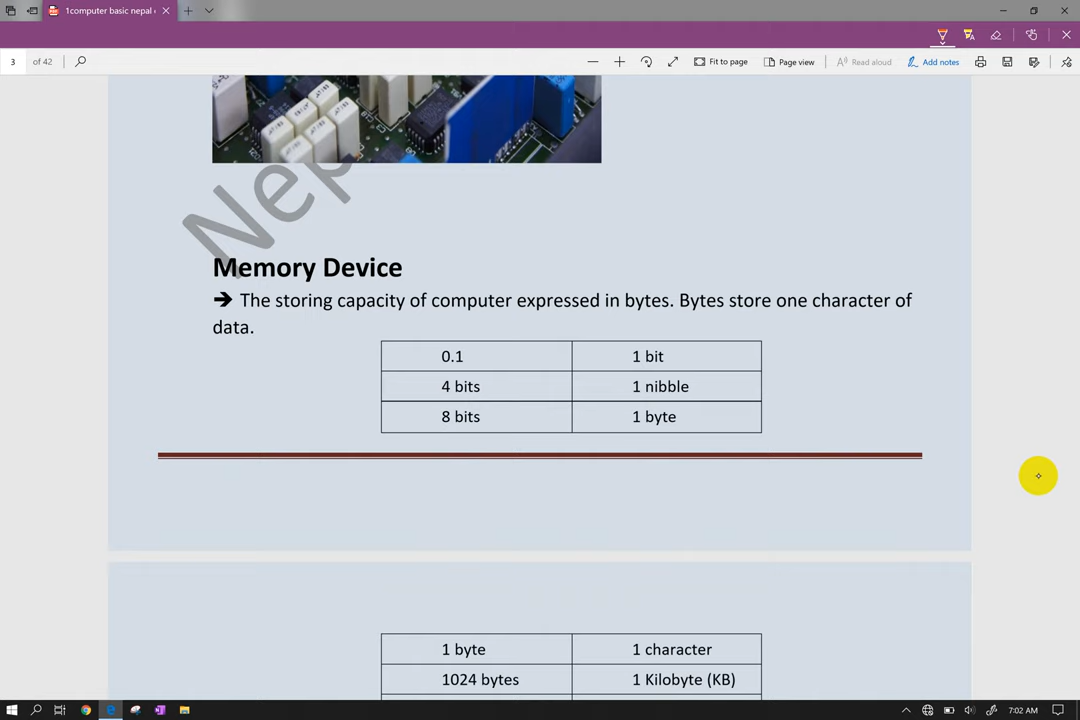 1computer basic nepal
3 of 42
Fit to page
Page view
Read aloud
Add notes
Nep
Memory Device
➔ The storing capacity of computer expressed in bytes. Bytes store one character of
data.
0.1 1 bit
4 bits 1 nibble
8 bits 1 byte
1 byte 1 character
1024 bytes 1 Kilobyte (KB)
7:02 AM